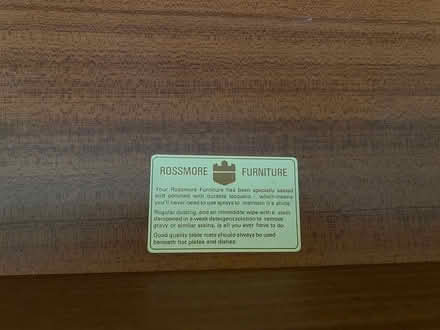 ROSSMORE FURNITURE
Your Rossmore Furniture has been specially sealed
and polished with durable lacquers – which means
you'll never need to use sprays to maintain it's shine.
Regular dusting, and an immediate wipe with a cloth
dampened in a weak detergent solution to remove
gravy or similar stains, is all you ever have to do.
Good quality table mats should always be used
beneath hot plates and dishes.